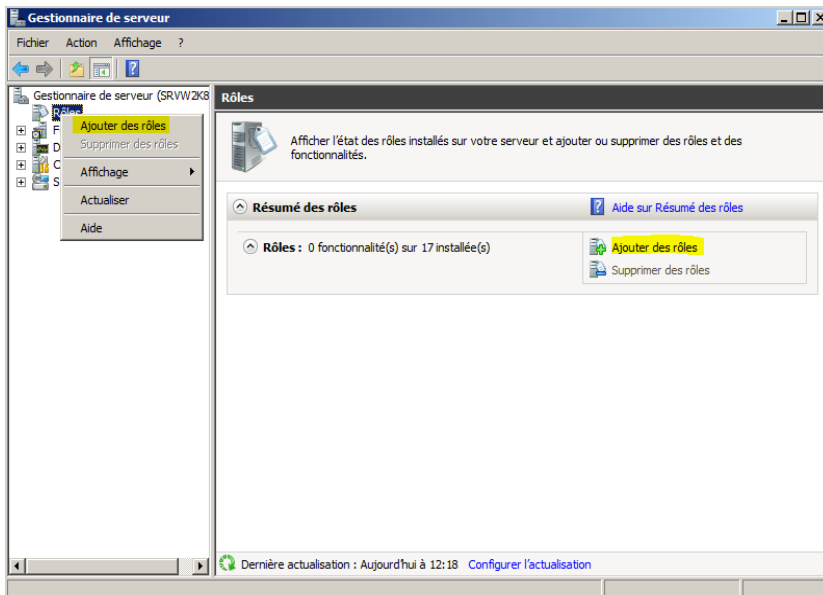 Gestionnaire de serveur
Fichier Action Affichage ?
Gestionnaire de serveur (SRVW2K8
Rôles
F
D
C
S
Ajouter des rôles
Supprimer des rôles
Affichage
Actualiser
Aide
Rôles
Afficher l'état des rôles installés sur votre serveur et ajouter ou supprimer des rôles et des
fonctionnalités.
Résumé des rôles
Aide sur Résumé des rôles
Rôles : 0 fonctionnalité(s) sur 17 installée(s)
Ajouter des rôles
Supprimer des rôles
Dernière actualisation : Aujourd'hui à 12:18 Configurer l'actualisation